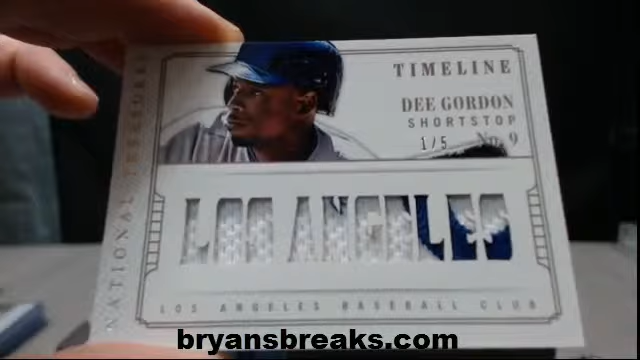 NATIONAL TREASURES
TIMELINE
DEE GORDON
SHORTSTOP
1/5 No. 9
LOS ANGELES
LOS ANGELES BASEBALL CLUB
bryansbreaks.com